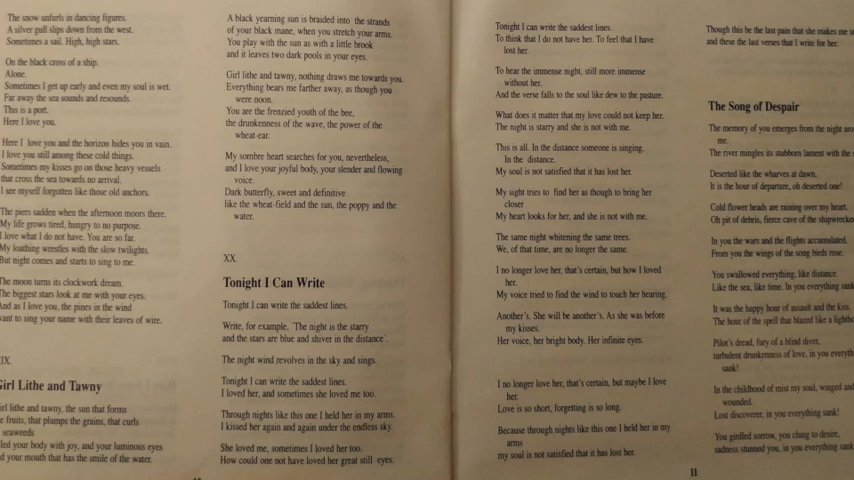 The snow unfurls in dancing figures.
A silver gull slips down from the west.
Sometimes a sail. High, high stars.
On the black cross of a ship.
Alone.
Sometimes I get up early and even my soul is wet.
Far away the sea sounds and resounds.
This is a port.
Here I love you.
Here I love you and the horizon hides you in vain.
I love you still among these cold things.
Sometimes my kisses go on those heavy vessels
that cross the sea towards no arrival.
I see myself forgotten like those old anchors.
The piers sadden when the afternoon moors there.
My life grows tired, hungry to no purpose.
I love what I do not have. You are so far.
My loathing wrestles with the slow twilights.
But night comes and starts to sing to me.
The moon turns its clockwork dream.
The biggest stars look at me with your eyes.
And as I love you, the pines in the wind
want to sing your name with their leaves of wire.
IX.
Girl Lithe and Tawny
girl lithe and tawny, the sun that forms
e fruits, that plumps the grains, that curls
seaweeds
led your body with joy, and your luminous eyes
d your mouth that has the smile of the water.
A black yearning sun is braided into the strands
of your black mane, when you stretch your arms.
You play with the sun as with a little brook
and it leaves two dark pools in your eyes.
Girl lithe and tawny, nothing draws me towards you.
Everything bears me farther away, as though you
were noon.
You are the frenzied youth of the bee,
the drunkenness of the wave, the power of the
wheat-ear.
My sombre heart searches for you, nevertheless,
and I love your joyful body, your slender and flowing
voice.
Dark butterfly, sweet and definitive
like the wheat-field and the sun, the poppy and the
water.
XX.
Tonight I Can Write
Tonight I can write the saddest lines.
Write, for example, 'The night is the starry
and the stars are blue and shiver in the distance'.
The night wind revolves in the sky and sings.
Tonight I can write the saddest lines.
I loved her, and sometimes she loved me too.
Through nights like this one I held her in my arms.
I kissed her again and again under the endless sky.
She loved me, sometimes I loved her too.
How could one not have loved her great still eyes.
Tonight I can write the saddest lines.
To think that I do not have her. To feel that I have
lost her.
To hear the immense night, still more immense
without her.
And the verse falls to the soul like dew to the pasture.
What does it matter that my love could not keep her.
The night is starry and she is not with me.
This is all. In the distance someone is singing.
In the distance.
My soul is not satisfied that it has lost her.
My sight tries to find her as though to bring her
closer
My heart looks for her, and she is not with me.
The same night whitening the same trees.
We, of that time, are no longer the same.
I no longer love her, that's certain, but how I loved
her.
My voice tried to find the wind to touch her hearing.
Another's. She will be another's. As she was before
my kisses.
Her voice, her bright body. Her infinite eyes.
I no longer love her, that's certain, but maybe I love
her.
Love is so short, forgetting is so long.
Because through nights like this one I held her in my
arms
my soul is not satisfied that it has lost her.
Though this be the last pain that she makes me
and these the last verses that I write for her.
The Song of Despair
The memory of you emerges from the night
me.
The river mingles its stubborn lament with the
Deserted like the wharves at dawn.
It is the hour of departure, oh deserted one!
Cold flower heads are raining over my heart.
Oh pit of debris, fierce cave of the
In you the wars and the flights accumulated.
From you the wings of the song birds rose.
You swallowed everything, like distance.
Like the sea, like time. In you everything
It was the happy hour of assault and the kiss.
The hour of the spell that blazed like a
Pilot's dread, fury of a blind diver,
turbulent drunkenness of love, in you
sank!
In the childhood of mist my soul, winged and
wounded.
Lost discoverer, in you everything sank!
You girdled sorrow, you clung to desire,
sadness stunned you, in you everything
11